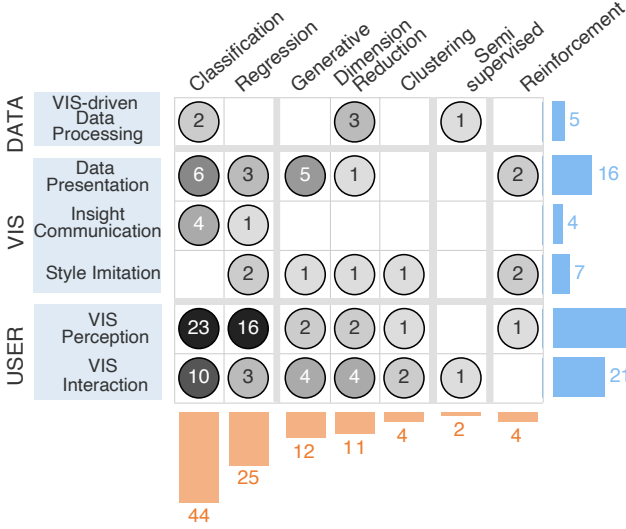 Classification
Regression
Generative
Dimension
Reduction
Clustering
Semi
supervised
Reinforcement
DATA
VIS-driven
Data
Processing
2
3
1
5
VIS
Data
Presentation
6
3
5
1
2
16
Insight
Communication
4
1
4
Style Imitation
2
1
1
1
2
7
USER
VIS
Perception
23
16
2
2
1
1
VIS
Interaction
10
3
4
4
2
1
21
44
25
12
11
4
2
4